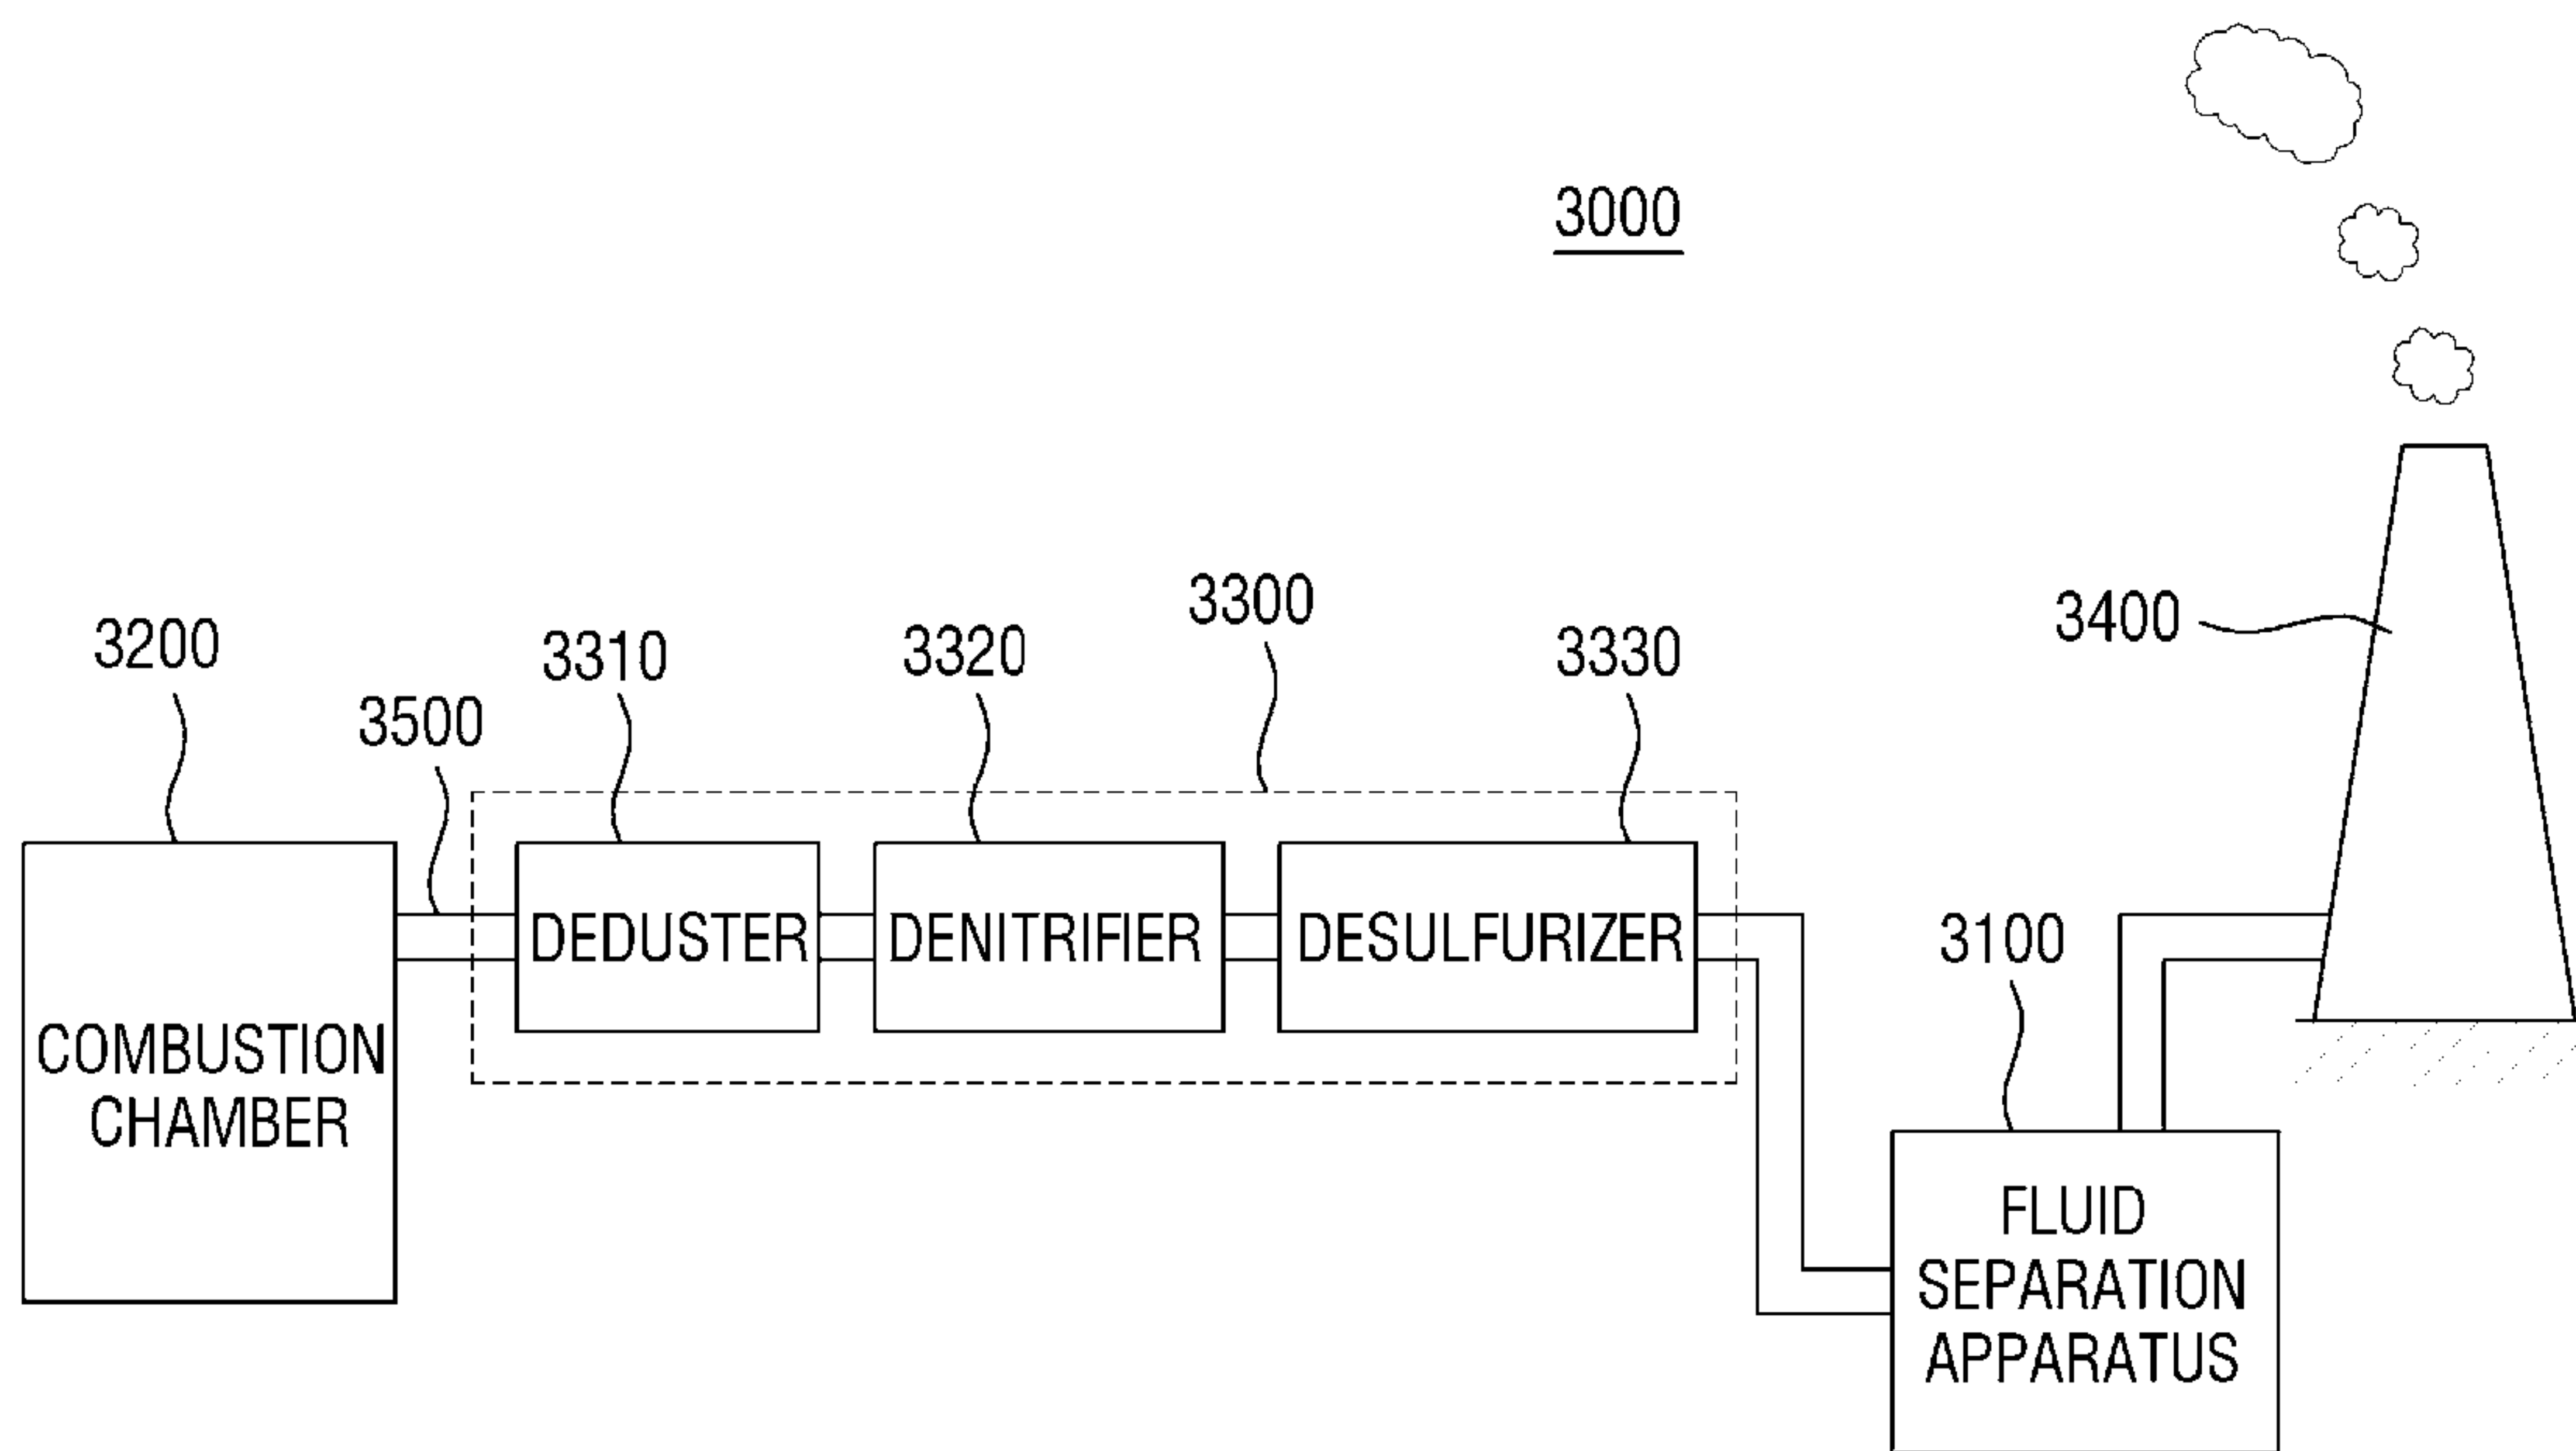 3000
3300
3400
3200
3310
3320
3330
3500
DEDUSTER
DENITRIFIER
DESULFURIZER
3100
COMBUSTION
CHAMBER
FLUID
SEPARATION
APPARATUS